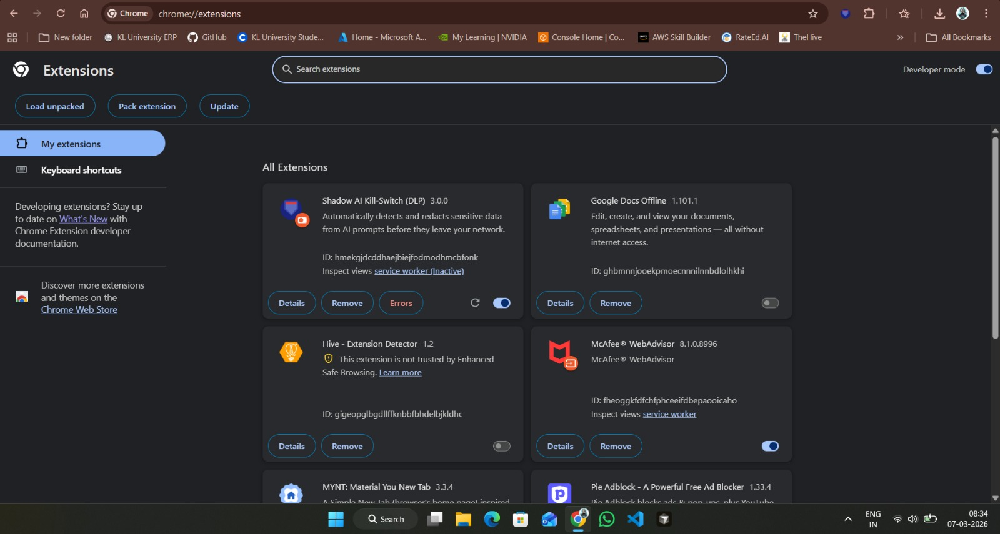 Chrome
chrome://extensions
New folder
KL University ERP
GitHub
KL University Stude...
Home - Microsoft A...
My Learning | NVIDIA
Console Home | Co...
aws
AWS Skill Builder
RateEd.AI
TheHive
»
All Bookmarks
Extensions
Search extensions
Developer mode
Load unpacked
Pack extension
Update
My extensions
Keyboard shortcuts
Developing extensions? Stay up
to date on What's New with
Chrome Extension developer
documentation.
Discover more extensions
and themes on the
Chrome Web Store
All Extensions
Shadow AI Kill-Switch (DLP) 3.0.0
Automatically detects and redacts sensitive data
from AI prompts before they leave your network.
ID: hmekgjdcddhaejbiejfodmodhmcbfonk
Inspect views service worker (Inactive)
Details
Remove
Errors
Google Docs Offline 1.101.1
Edit, create, and view your documents,
spreadsheets, and presentations — all without
internet access.
ID: ghbmnnjooekpmoecnnnilnnbdlolhkhi
Details
Remove
Hive - Extension Detector 1.2
This extension is not trusted by Enhanced
Safe Browsing. Learn more
ID: gigeopglbgdllffknbbfbhdelbjkldhc
Details
Remove
McAfee® WebAdvisor 8.1.0.8996
McAfee® WebAdvisor
ID: fheoggkfdfchfphceeifdbepaooicaho
Inspect views service worker
Details
Remove
MYNT: Material You New Tab 3.3.4
A Simple New Tab (browser's home page) inspired
Pie Adblock - A Powerful Free Ad Blocker 1.33.4
Pie Adblock blocks ads & pop-ups, plus YouTube
Search
ENG
IN
08:34
07-03-2026